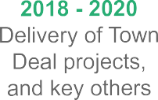 2018 - 2020
Delivery of Town
Deal projects,
and key others